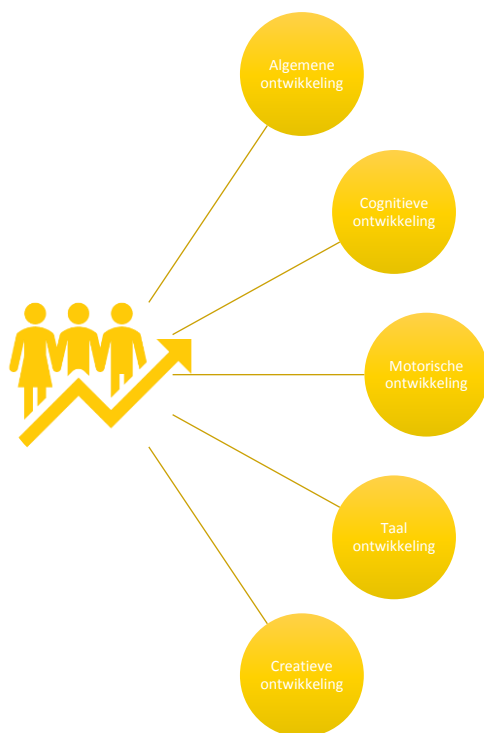 Algemene
ontwikkeling
Cognitieve
ontwikkeling
Motorische
ontwikkeling
Taal
ontwikkeling
Creatieve
ontwikkeling